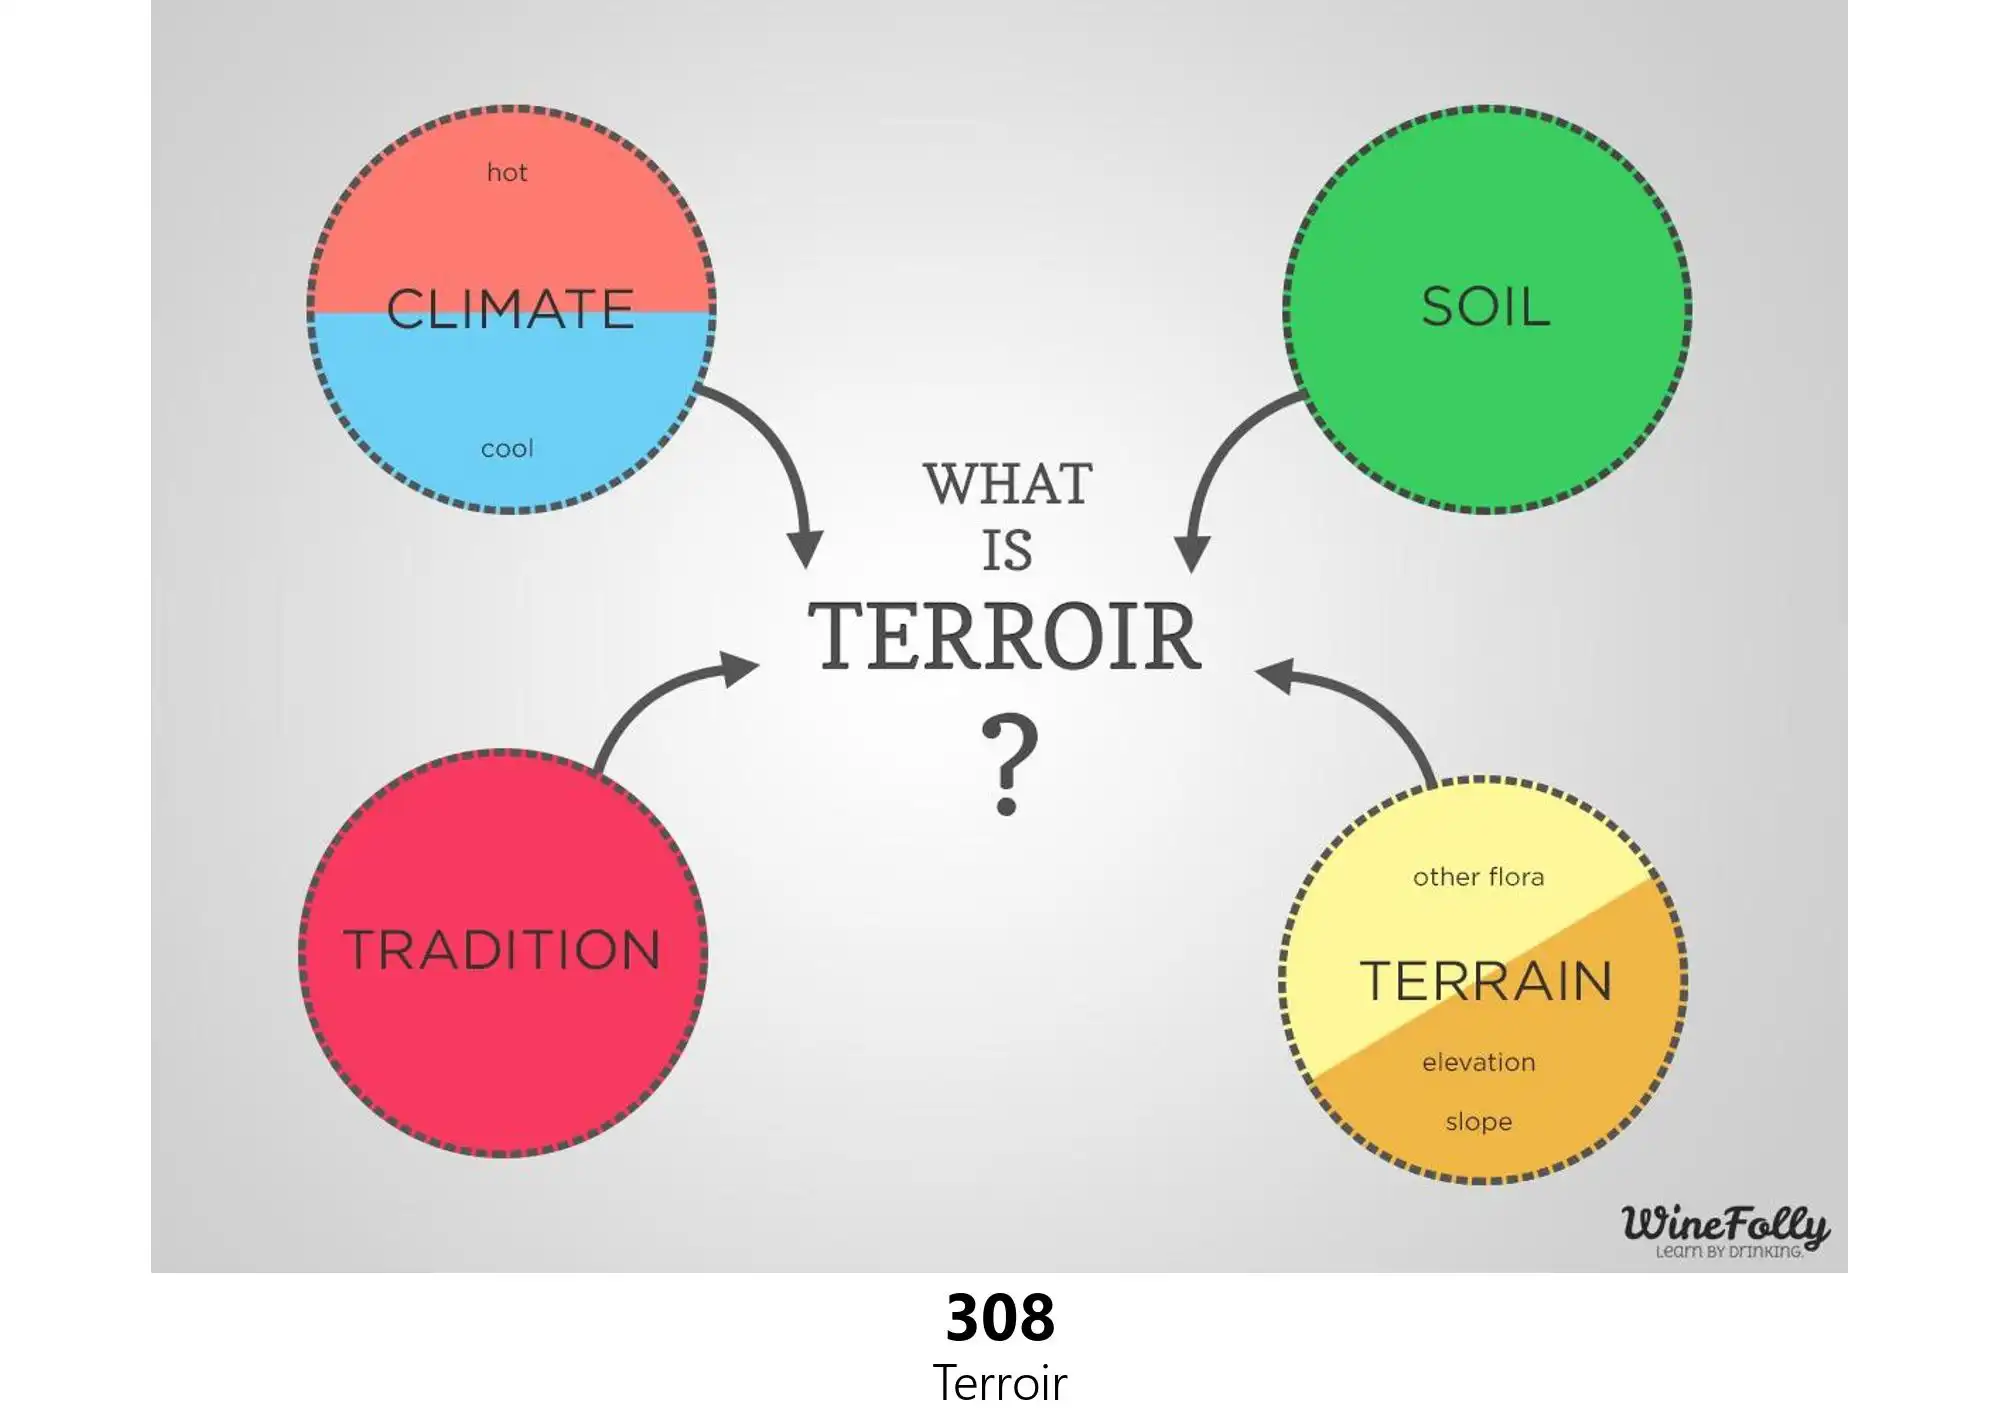 hot
CLIMATE
cool
SOIL
WHAT
IS
TERROIR
?
TRADITION
other flora
TERRAIN
elevation
slope
WineFolly
Learn by Drinking.
308
Terroir